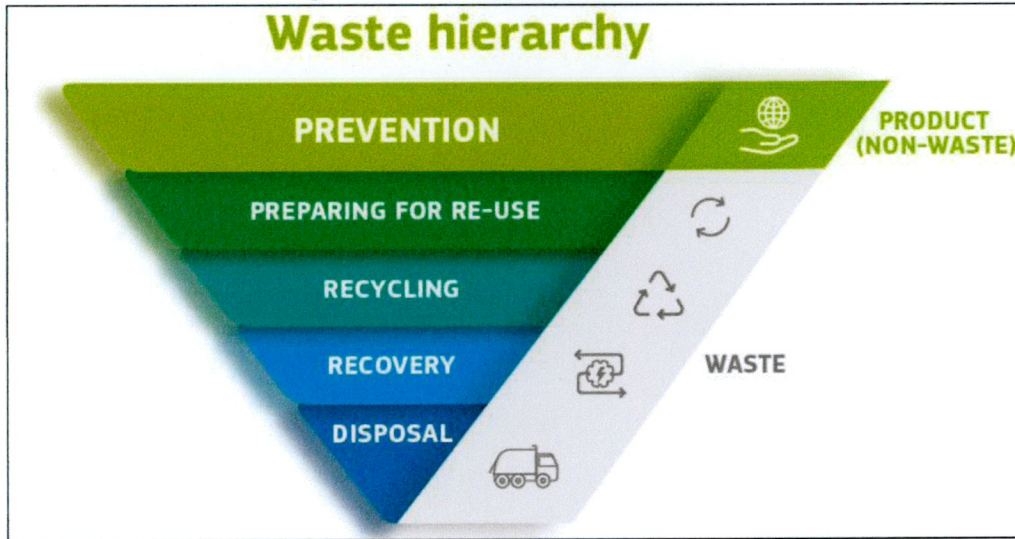 Waste hierarchy
PREVENTION
PRODUCT
(NON-WASTE)
PREPARING FOR RE-USE
RECYCLING
RECOVERY
WASTE
DISPOSAL